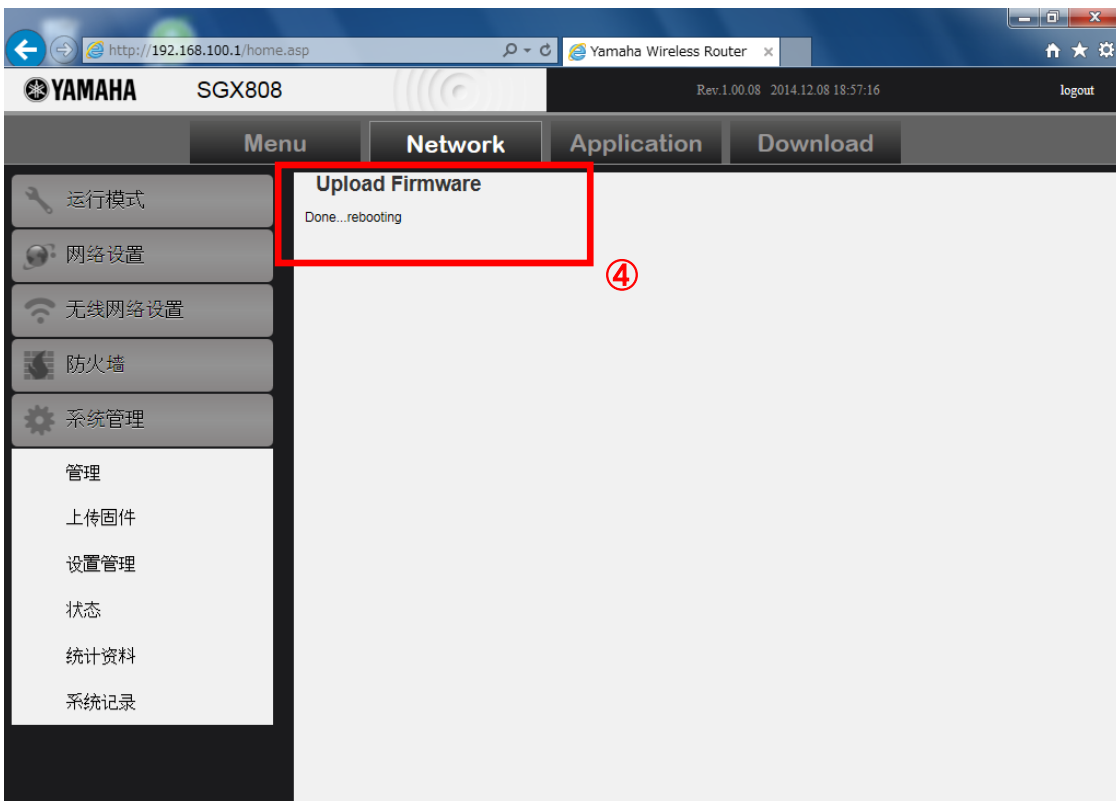 http://192.168.100.1/home.asp
Yamaha Wireless Router
YAMAHA SGX808 Rev.1.00.08 2014.12.08 18:57:16 logout
Menu Network Application Download
运行模式
网络设置
无线网络设置
防火墙
系统管理
管理
上传固件
设置管理
状态
统计资料
系统记录
Upload Firmware
Done...rebooting
④